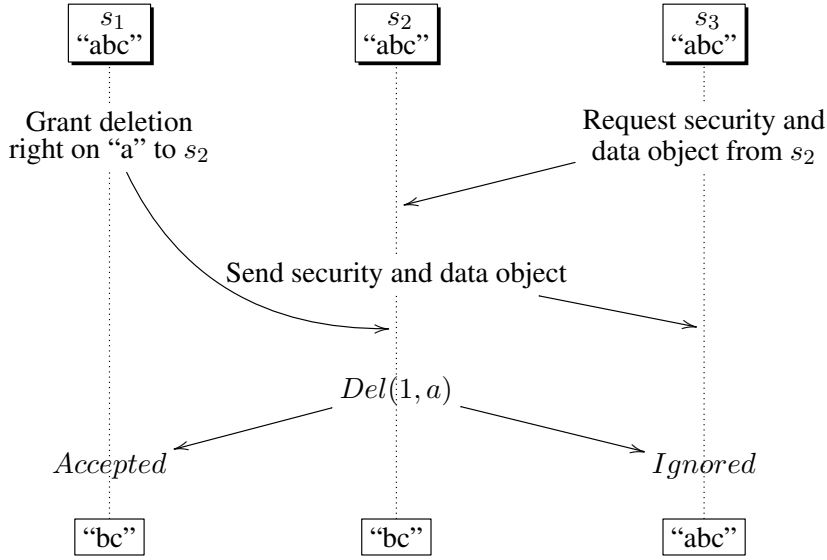 s1
“abc”
s2
“abc”
s3
“abc”
Grant deletion
right on “a” to s2
Request security and
data object from s2
Send security and data object
Del(1, a)
Accepted
Ignored
“bc”
“bc”
“abc”